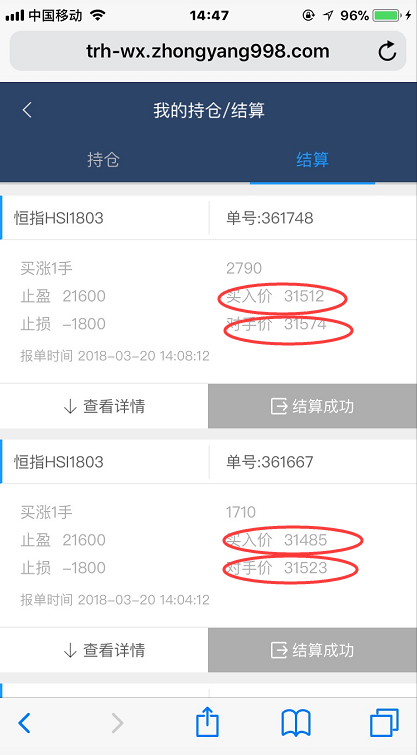 中国移动 14:47 96%
trh-wx.zhongyang998.com
我的持仓/结算
持仓 结算
恒指HSI1803 单号:361748
买涨1手 2790
止盈 21600 买入价 31512
止损 -1800 对手价 31574
报单时间 2018-03-20 14:08:12
查看详情 结算成功
恒指HSI1803 单号:361667
买涨1手 1710
止盈 21600 买入价 31485
止损 -1800 对手价 31523
报单时间 2018-03-20 14:04:12
查看详情 结算成功